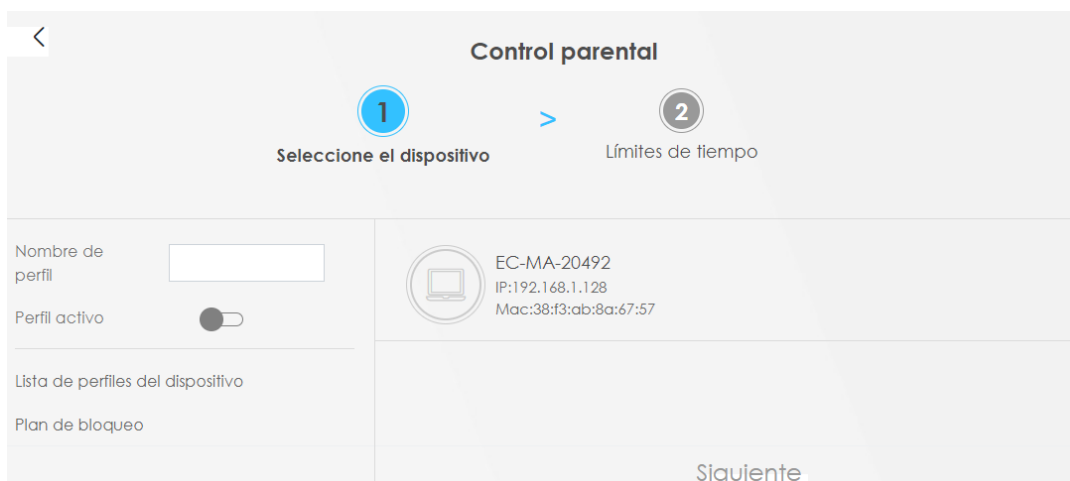 Control parental
1
>
2
Seleccione el dispositivo
Límites de tiempo
Nombre de
perfil
Perfil activo
Lista de perfiles del dispositivo
Plan de bloqueo
EC-MA-20492
IP:192.168.1.128
Mac:38:f3:ab:8a:67:57
Siguiente